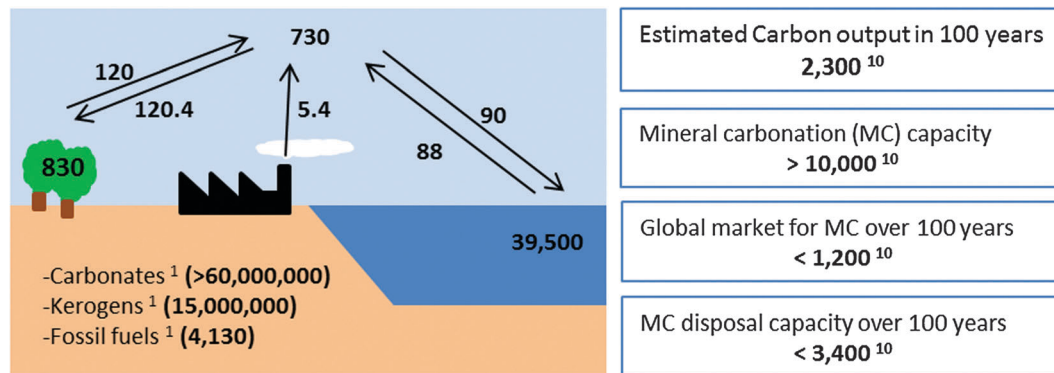 730
120
120.4
5.4
90
88
830
39,500
-Carbonates ¹ (>60,000,000)
-Kerogens ¹ (15,000,000)
-Fossil fuels ¹ (4,130)
Estimated Carbon output in 100 years
2,300 ¹⁰
Mineral carbonation (MC) capacity
> 10,000 ¹⁰
Global market for MC over 100 years
< 1,200 ¹⁰
MC disposal capacity over 100 years
< 3,400 ¹⁰